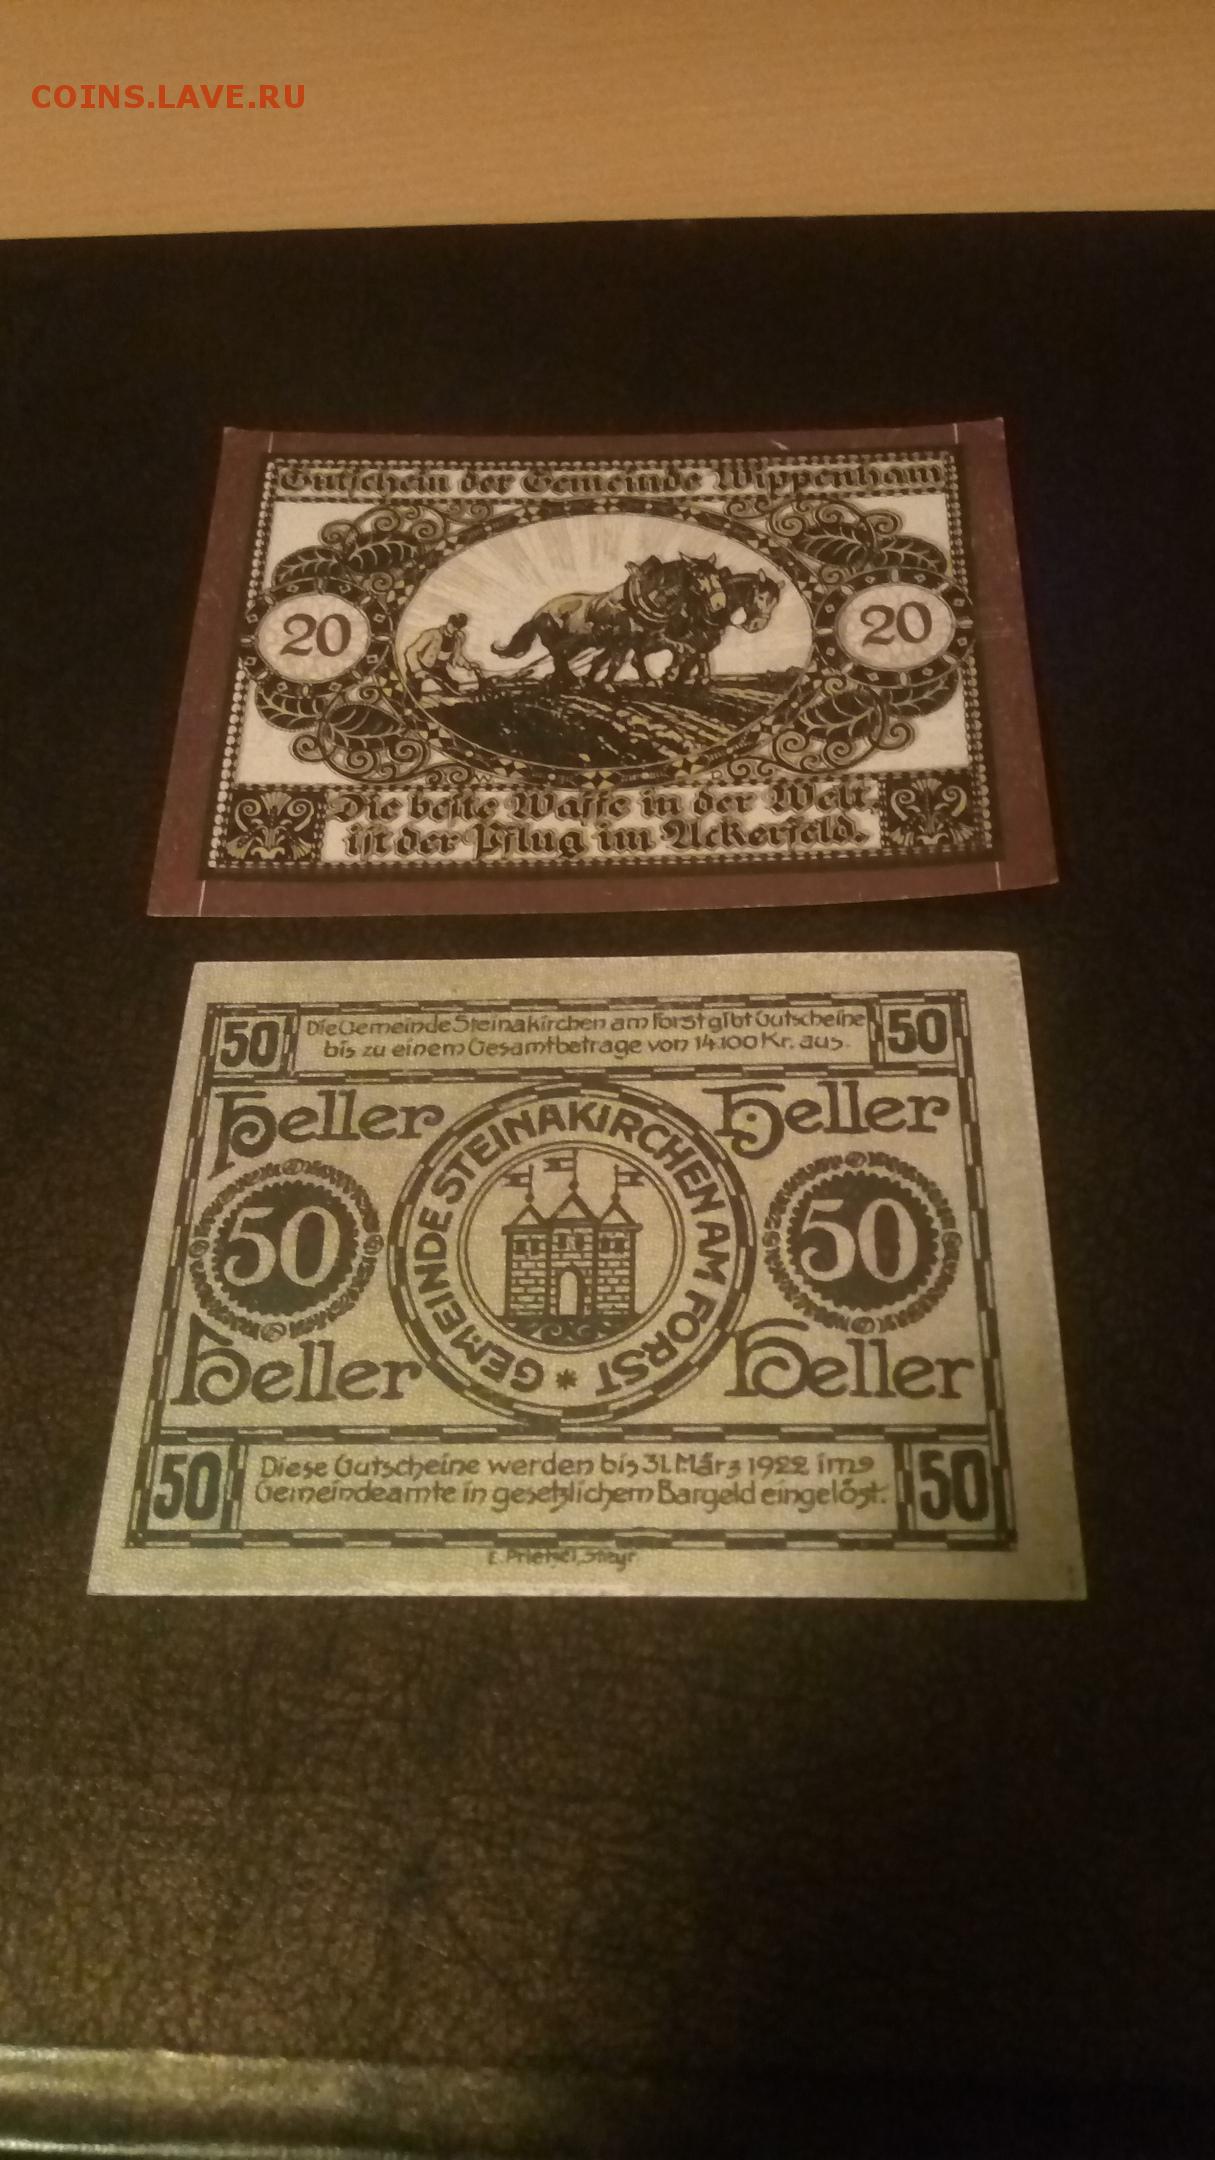 COINS.LAVE.RU
Gutschein der Gemeinde Wippenham
20
20
Die beste Waffe in der Welt
ist der Pflug im Ackerfeld.
50
Die Gemeinde Steinakirchen am Forst gibt Gutscheine
bis zu einem Gesamtbetrage von 14.100 Kr. aus.
50
Heller
Heller
GEMEINDE STEINAKIRCHEN AM FORST *
50
50
Heller
Heller
50
Diese Gutscheine werden bis 31. März 1922 ims
Gemeindeamte in gesetzlichem Bargeld eingelöst.
50
E. Prietzel, Steyr.